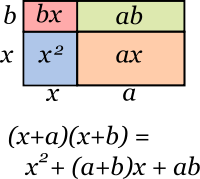 b bx ab
x x² ax
x a
(x+a)(x+b) =
x²+ (a+b)x + ab